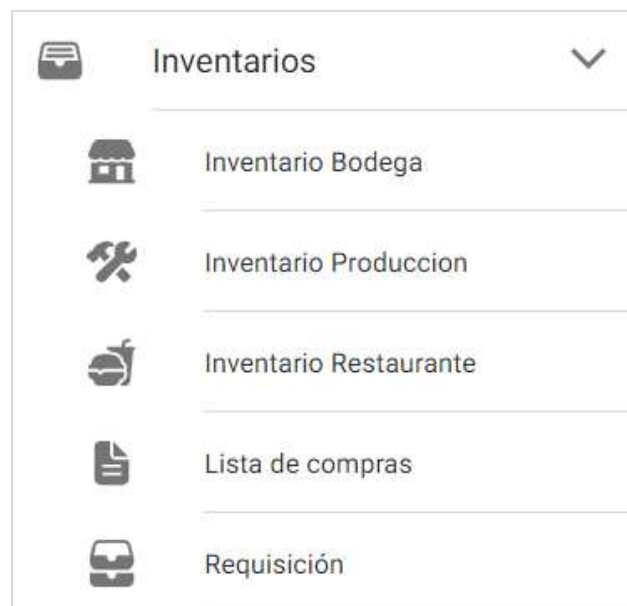 Inventarios
Inventario Bodega
Inventario Produccion
Inventario Restaurante
Lista de compras
Requisición